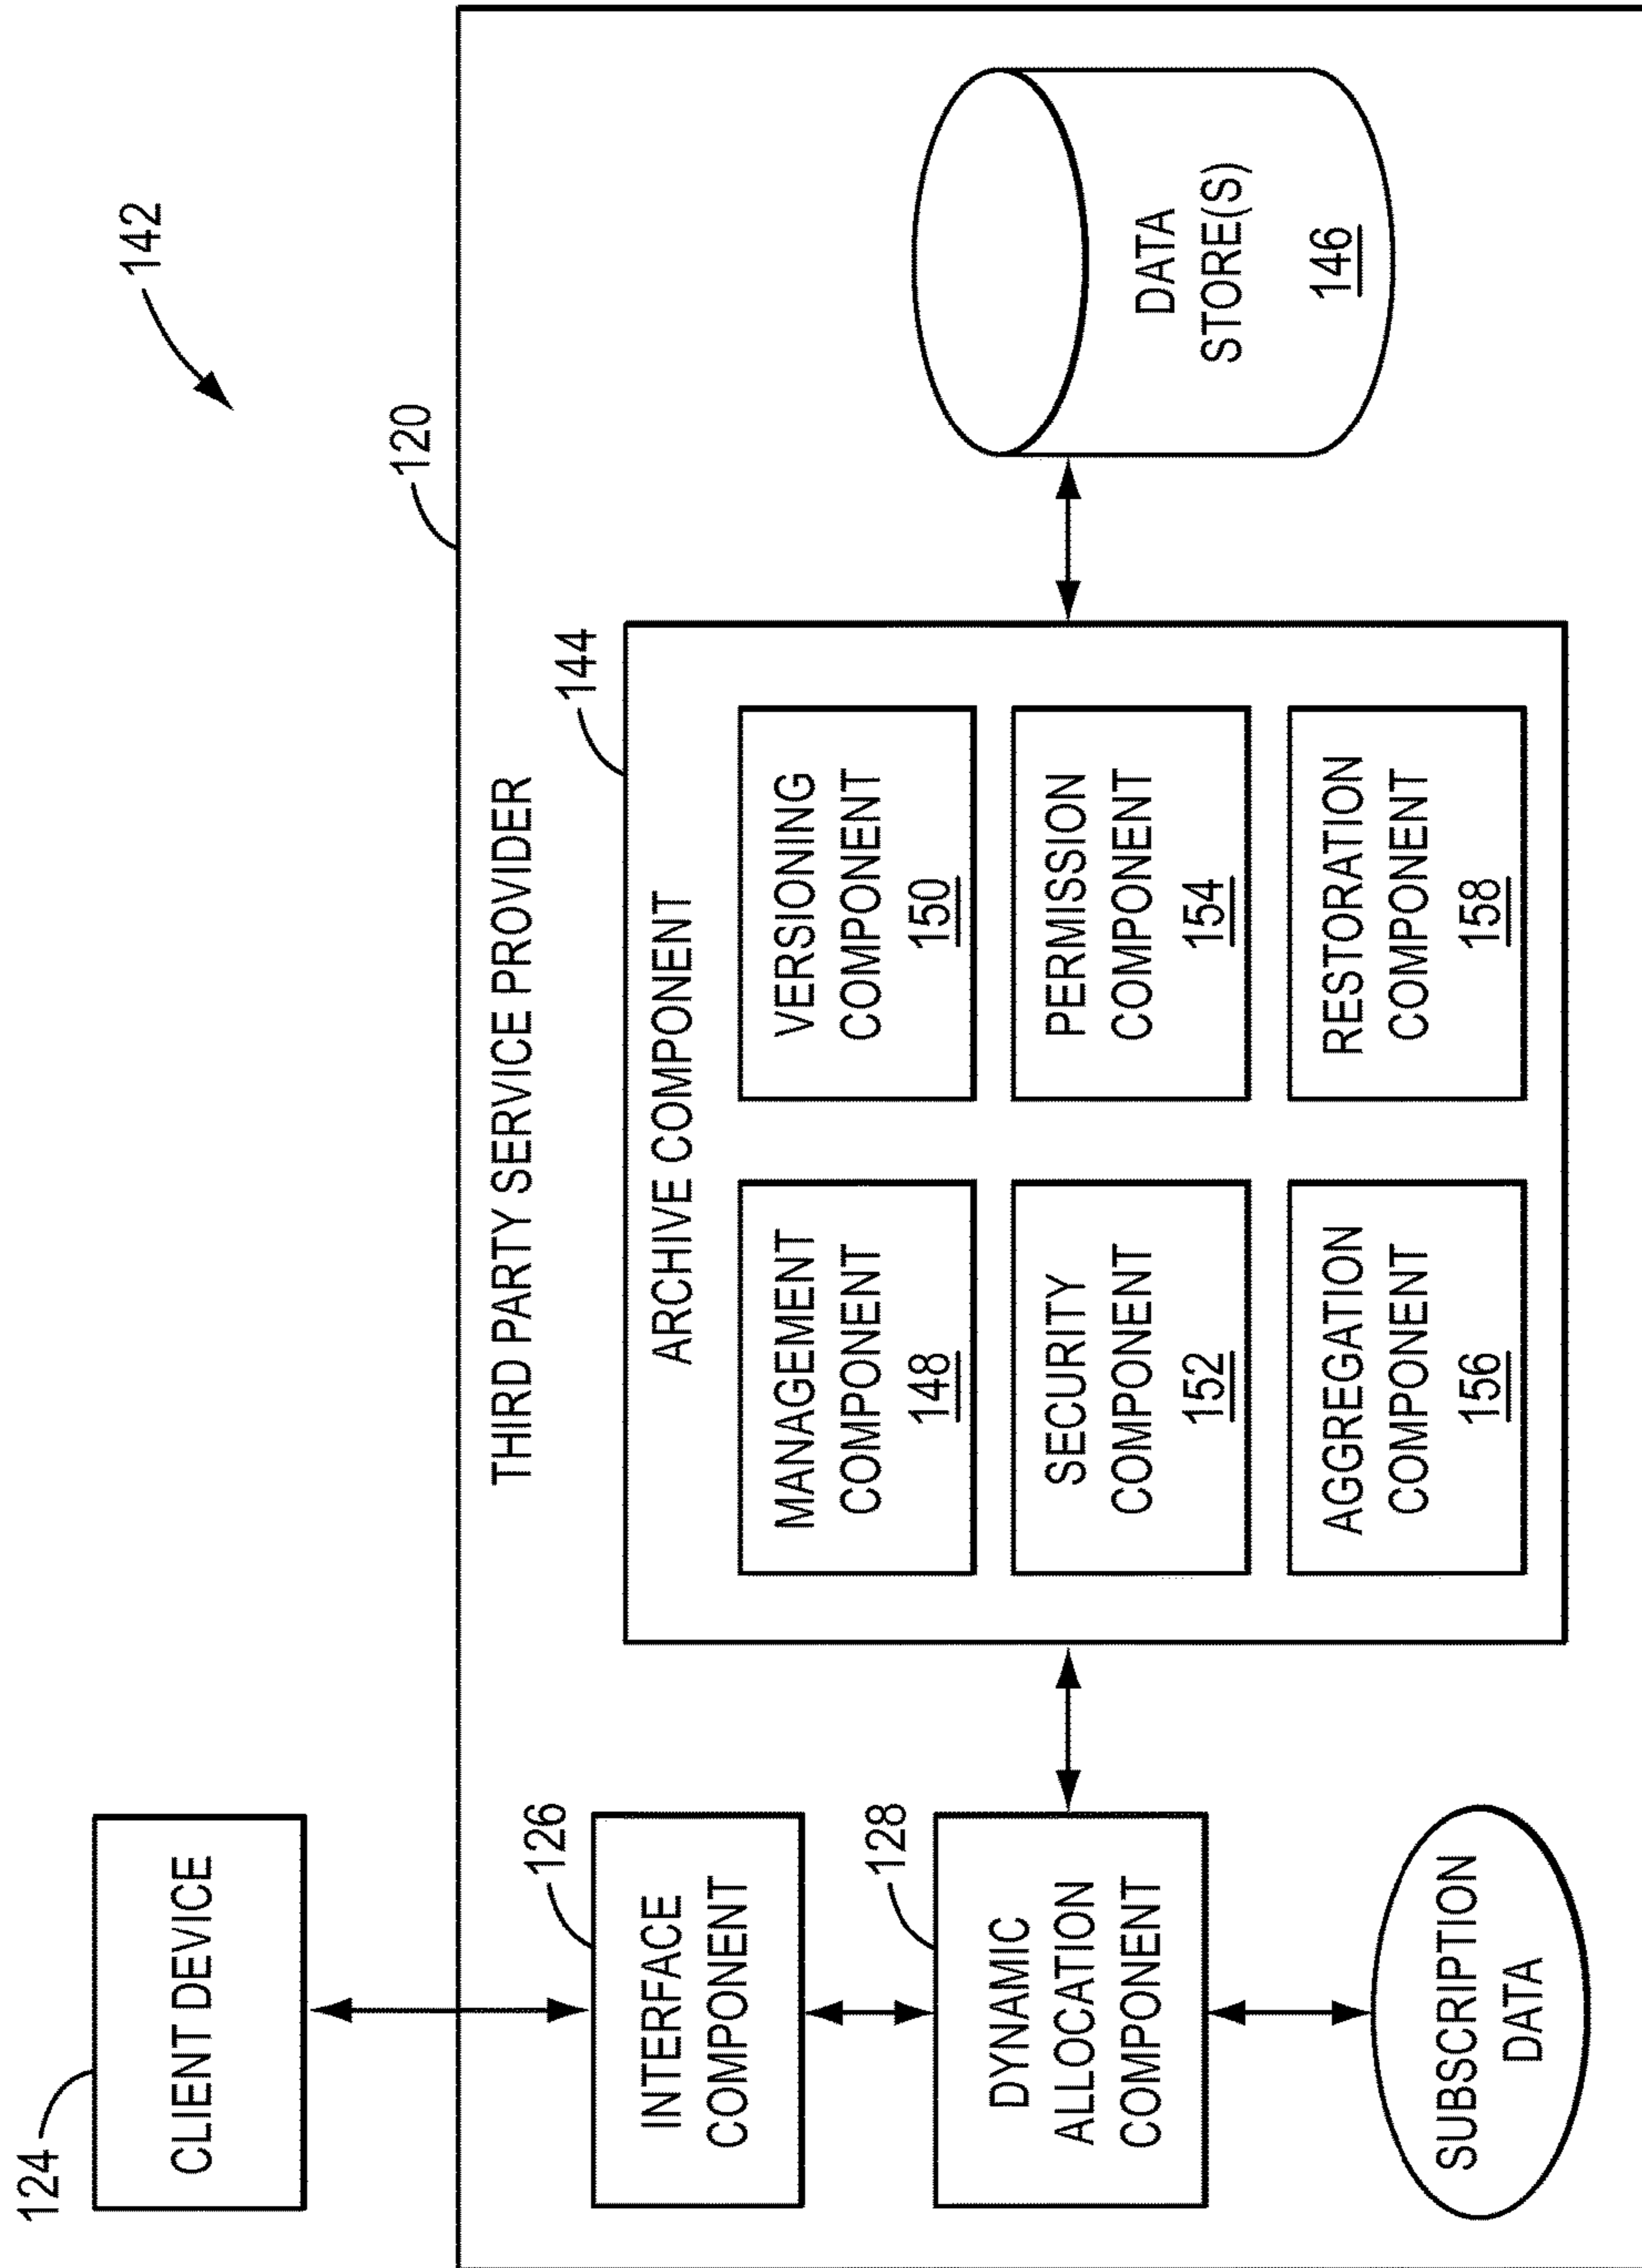 142
124
CLIENT DEVICE
120
THIRD PARTY SERVICE PROVIDER
126
INTERFACE
COMPONENT
128
DYNAMIC
ALLOCATION
COMPONENT
SUBSCRIPTION
DATA
144
ARCHIVE COMPONENT
MANAGEMENT
COMPONENT
148
VERSIONING
COMPONENT
150
SECURITY
COMPONENT
152
PERMISSION
COMPONENT
154
AGGREGATION
COMPONENT
156
RESTORATION
COMPONENT
158
DATA
STORE(S)
146